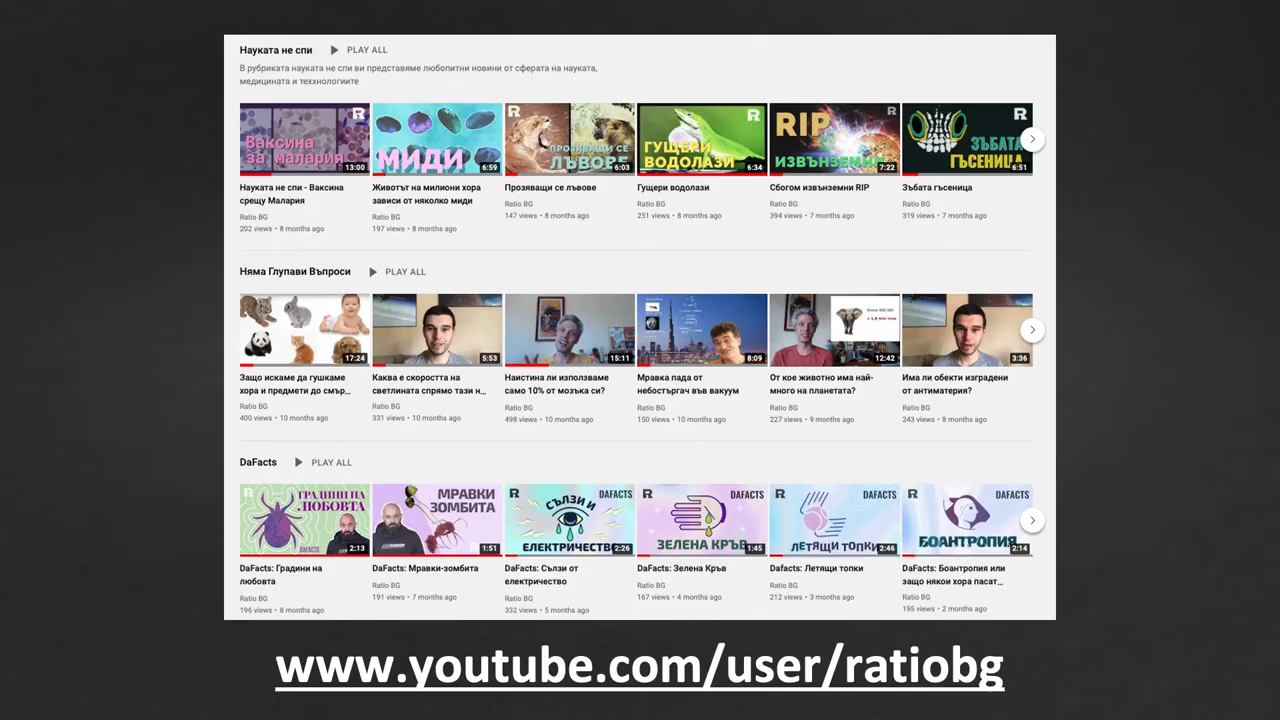 Науката не спи PLAY ALL
В рубриката науката не спи ви представяме любопитни новини от сферата на науката,
медицината и теххнологиите
R
Ваксина
за малария
13:00
МИДИ
6:59
R
ПРОЗЯВАЩИ СЕ
ЛЪВОВЕ
6:03
R
ГУЩЕРИ
ВОДОЛАЗИ
6:34
R
RIP
ИЗВЪНЗЕМНИ
7:22
R
ЗЪБАТА
ГЪСЕНИЦА
6:51
Науката не спи - Ваксина
срещу Малария
Ratio BG
202 views • 8 months ago
Животът на милиони хора
зависи от няколко миди
Ratio BG
197 views • 8 months ago
Прозяващи се лъвове
Ratio BG
147 views • 8 months ago
Гущери водолази
Ratio BG
251 views • 8 months ago
Сбогом извънземни RIP
Ratio BG
394 views • 7 months ago
Зъбата гъсеница
Ratio BG
319 views • 7 months ago
Няма Глупави Въпроси PLAY ALL
17:24
5:53
15:11
8:09
12:42
3:36
Защо искаме да гушкаме
хора и предмети до смър...
Ratio BG
400 views • 10 months ago
Каква е скоростта на
светлината спрямо тази н...
Ratio BG
331 views • 10 months ago
Наистина ли използваме
само 10% от мозъка си?
Ratio BG
498 views • 10 months ago
Мравка пада от
небостъргач във вакуум
Ratio BG
150 views • 10 months ago
От кое животно има най-
много на планетата?
Ratio BG
227 views • 9 months ago
Има ли обекти изградени
от антиматерия?
Ratio BG
243 views • 8 months ago
DaFacts PLAY ALL
R
ГРАДИНИ НА
ЛЮБОВТА
DAFACTS
2:13
МРАВКИ
ЗОМБИТА
1:51
R DAFACTS
СЪЛЗИ И
ЕЛЕКТРИЧЕСТВО
2:26
R DAFACTS
ЗЕЛЕНА КРЪВ
1:45
R DAFACTS
ЛЕТЯЩИ ТОПКИ
2:46
R DAFACTS
БОАНТРОПИЯ
2:14
DaFacts: Градини на
любовта
Ratio BG
196 views • 8 months ago
DaFacts: Мравки-зомбита
Ratio BG
191 views • 7 months ago
DaFacts: Сълзи от
електричество
Ratio BG
332 views • 5 months ago
DaFacts: Зелена Кръв
Ratio BG
167 views • 4 months ago
Dafacts: Летящи топки
Ratio BG
212 views • 3 months ago
DaFacts: Боантропия или
защо някои хора пасат...
Ratio BG
195 views • 2 months ago
www.youtube.com/user/ratiobg